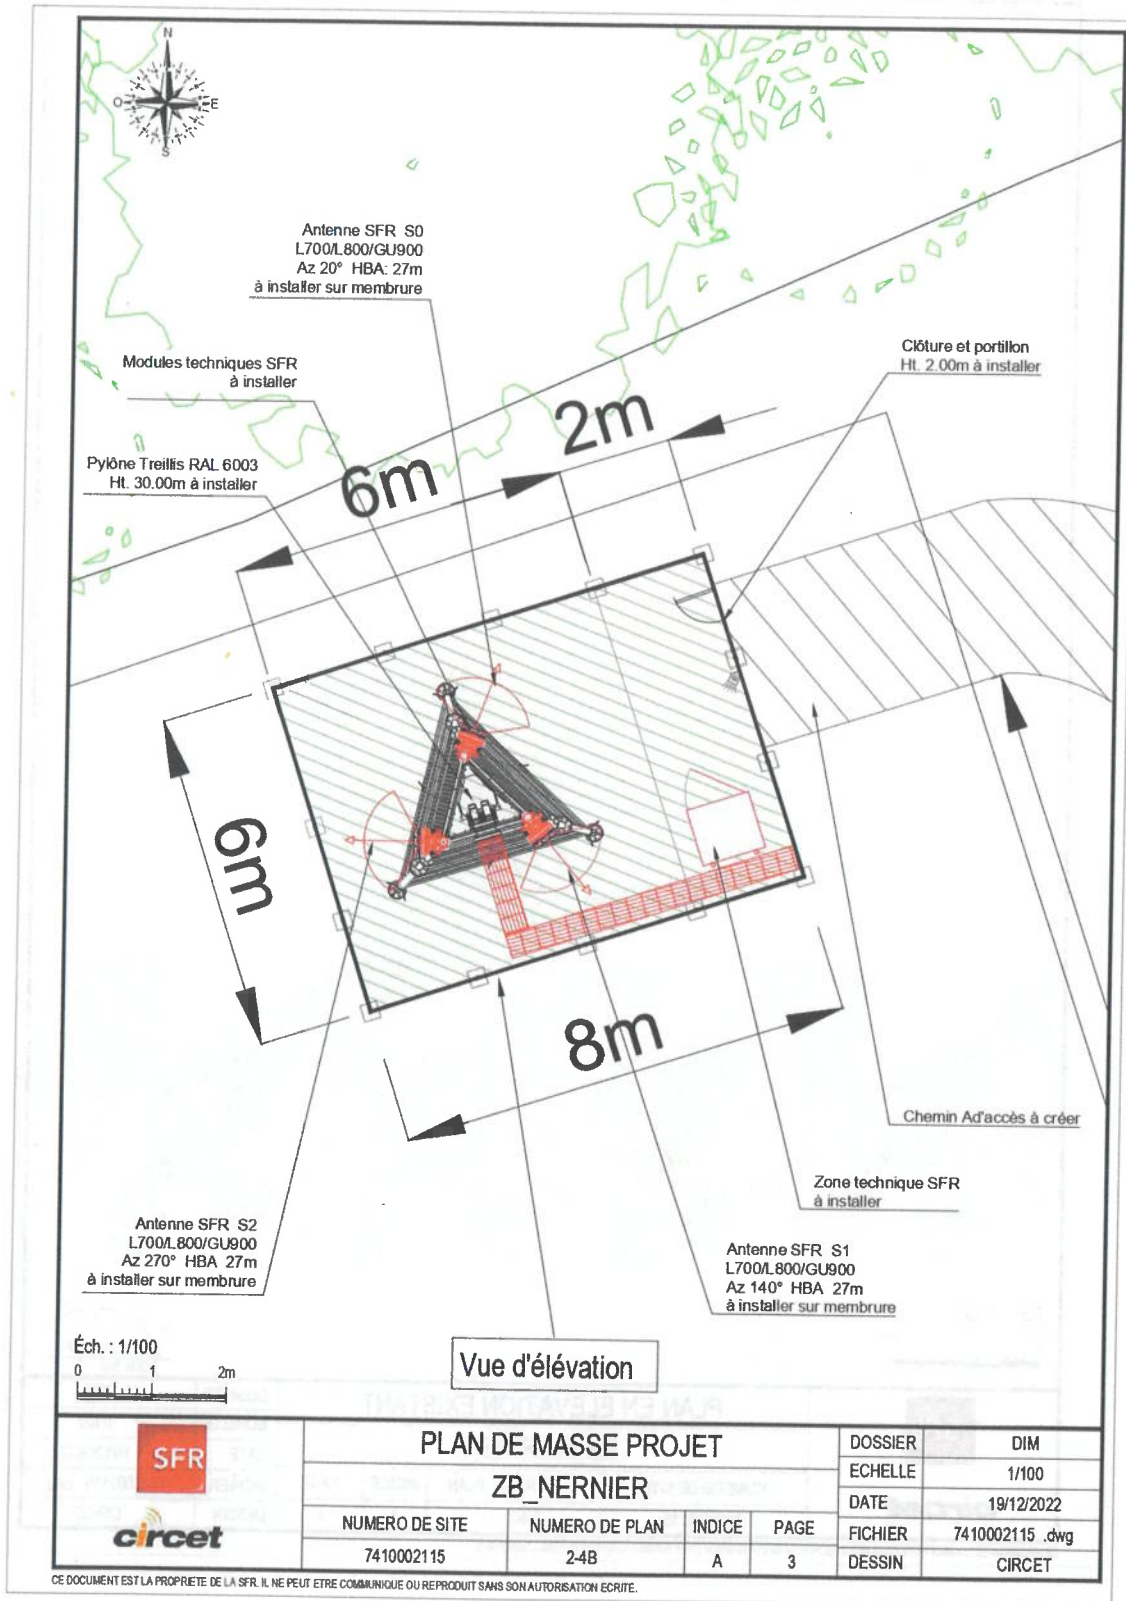 N
O
E
S
Antenne SFR S0
L700/L800/GU900
Az 20° HBA: 27m
à installer sur membrure
Modules techniques SFR
à installer
Pylône Treillis RAL 6003
Ht. 30.00m à installer
Clôture et portillon
Ht. 2.00m à installer
2m
6m
6m
8m
Chemin Ad'accès à créer
Zone technique SFR
à installer
Antenne SFR S2
L700/L800/GU900
Az 270° HBA 27m
à installer sur membrure
Antenne SFR S1
L700/L800/GU900
Az 140° HBA 27m
à installer sur membrure
Éch. : 1/100
0 1 2m
Vue d'élévation
SFR
circet
PLAN DE MASSE PROJET
ZB_NERNIER
NUMERO DE SITE NUMERO DE PLAN INDICE PAGE
7410002115 2-4B A 3
DOSSIER DIM
ECHELLE 1/100
DATE 19/12/2022
FICHIER 7410002115 .dwg
DESSIN CIRCET
CE DOCUMENT EST LA PROPRIETE DE LA SFR. IL NE PEUT ETRE COMMUNIQUE OU REPRODUIT SANS SON AUTORISATION ECRITE.